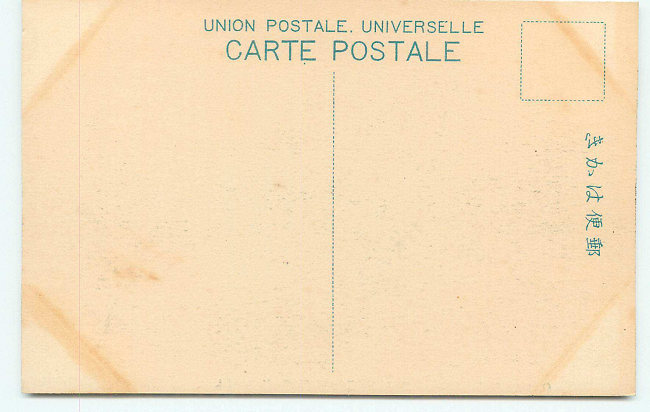 UNION POSTALE. UNIVERSELLE
CARTE POSTALE
郵便はかき